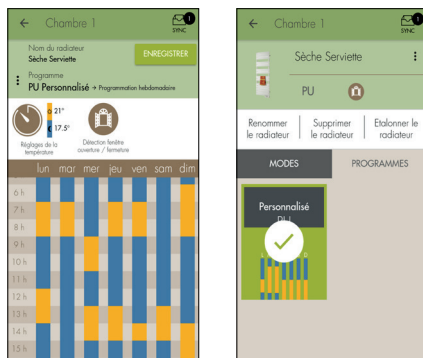 Chambre 1
1
SYNC
Nom du radiateur
Sèche Serviette
ENREGISTRER
Programme
PU Personnalisé → Programmation hebdomadaire
21°
17.5°
Réglages de la
température
Détection fenêtre
ouverture / fermeture
lun mar mer jeu ven sam dim
6 h
7 h
8 h
9 h
10 h
11 h
12 h
13 h
14 h
15 h
Chambre 1
1
SYNC
Sèche Serviette
PU
Renommer
le radiateur
Supprimer
le radiateur
Etalonner le
radiateur
MODES
PROGRAMMES
Personnalisé
PU